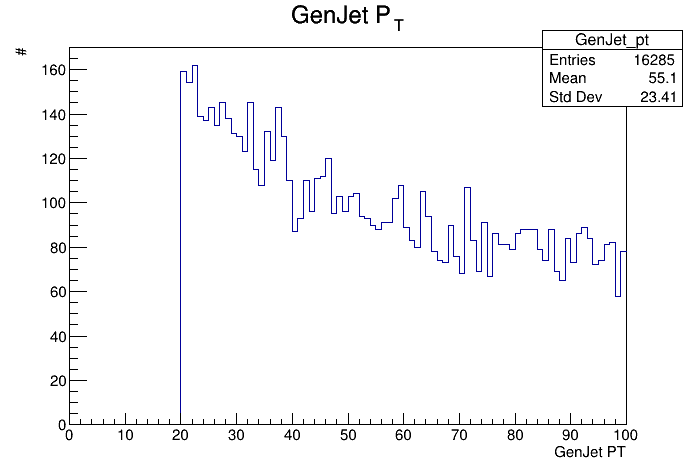 GenJet P_T
GenJet_pt
Entries 16285
Mean 55.1
Std Dev 23.41
#
160
140
120
100
80
60
40
20
0
0 10 20 30 40 50 60 70 80 90 100
GenJet PT